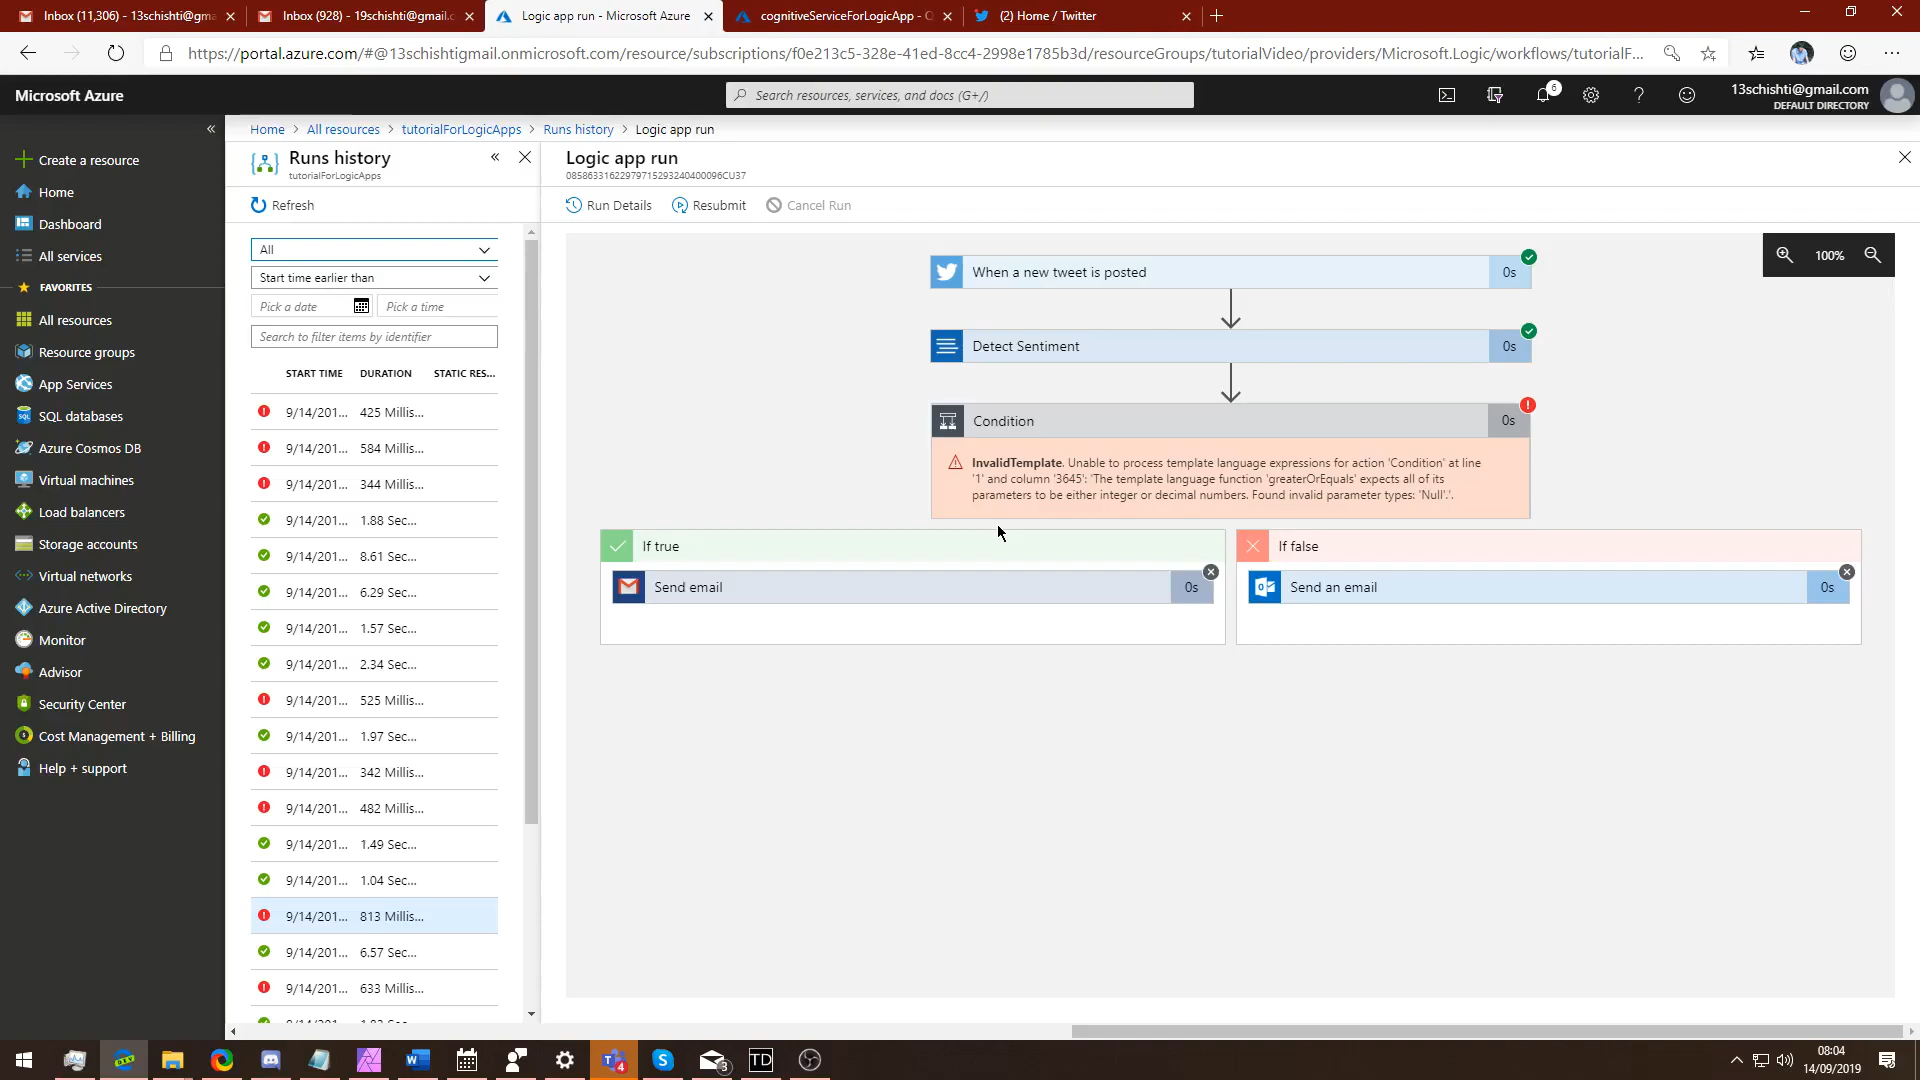 Inbox (11,306) - 13schishti@gma
Inbox (928) - 19schishti@gmail.c
Logic app run - Microsoft Azure
cognitiveServiceForLogicApp -
(2) Home / Twitter
https://portal.azure.com/#@13schishtigmail.onmicrosoft.com/resource/subscriptions/f0e213c5-328e-41ed-8cc4-2998e1785b3d/resourceGroups/tutorialVideo/providers/Microsoft.Logic/workflows/tutorialF...
Microsoft Azure
Search resources, services, and docs (G+/)
6
13schishti@gmail.com
DEFAULT DIRECTORY
Create a resource
Home
Dashboard
All services
FAVORITES
All resources
Resource groups
App Services
SQL databases
Azure Cosmos DB
Virtual machines
Load balancers
Storage accounts
Virtual networks
Azure Active Directory
Monitor
Advisor
Security Center
Cost Management + Billing
Help + support
Home > All resources > tutorialForLogicApps > Runs history > Logic app run
Runs history
tutorialForLogicApps
Refresh
All
Start time earlier than
Pick a date
Pick a time
Search to filter items by identifier
START TIME DURATION STATIC RES...
9/14/201... 425 Millis...
9/14/201... 584 Millis...
9/14/201... 344 Millis...
9/14/201... 1.88 Sec...
9/14/201... 8.61 Sec...
9/14/201... 6.29 Sec...
9/14/201... 1.57 Sec...
9/14/201... 2.34 Sec...
9/14/201... 525 Millis...
9/14/201... 1.97 Sec...
9/14/201... 342 Millis...
9/14/201... 482 Millis...
9/14/201... 1.49 Sec...
9/14/201... 1.04 Sec...
9/14/201... 813 Millis...
9/14/201... 6.57 Sec...
9/14/201... 633 Millis...
Logic app run
Run Details
Resubmit
Cancel Run
100%
When a new tweet is posted
0s
Detect Sentiment
0s
Condition
0s
InvalidTemplate. Unable to process template language expressions for action 'Condition' at line
'1' and column '3645': 'The template language function 'greaterOrEquals' expects all of its
parameters to be either integer or decimal numbers. Found invalid parameter types: 'Null'.'.
If true
Send email
0s
If false
Send an email
0s
DEV
4
3
TD
08:04
14/09/2019